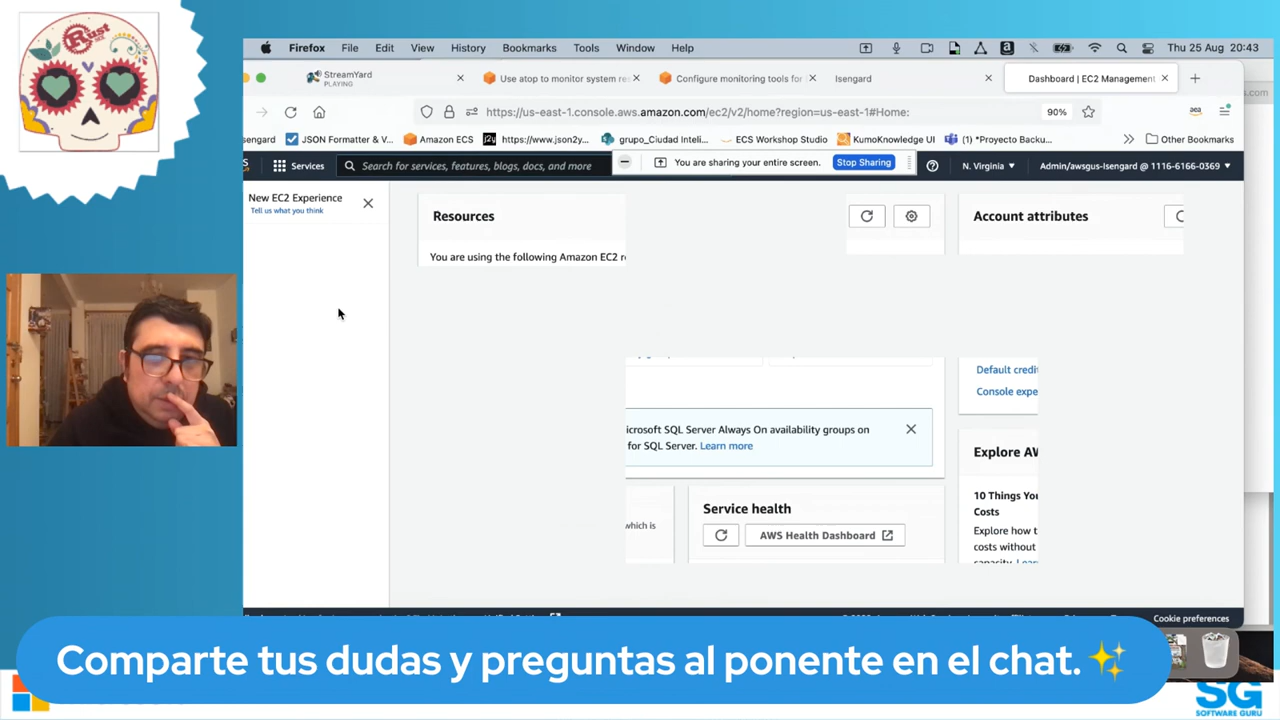 Rust
MX
Firefox File Edit View History Bookmarks Tools Window Help
Thu 25 Aug 20:43
StreamYard
PLAYING
Use atop to monitor system re
Configure monitoring tools for
Isengard
Dashboard | EC2 Management
https://us-east-1.console.aws.amazon.com/ec2/v2/home?region=us-east-1#Home:
90%
aea
sengard
JSON Formatter & V...
Amazon ECS
j2y
https://www.json2y...
grupo_Ciudad Inteli...
ECS Workshop Studio
KumoKnowledge UI
(1) *Proyecto Backu...
Other Bookmarks
Services
Search for services, features, blogs, docs, and more
You are sharing your entire screen.
Stop Sharing
N. Virginia
Admin/awsgus-Isengard @ 1116-6166-0369
New EC2 Experience
Tell us what you think
Resources
You are using the following Amazon EC2 r
Account attributes
Default credi
Console expe
icrosoft SQL Server Always On availability groups on
for SQL Server. Learn more
Explore AW
10 Things You
Costs
Explore how t
costs without
capacity.
which is
Service health
AWS Health Dashboard
Cookie preferences
Comparte tus dudas y preguntas al ponente en el chat.✨
SG
SOFTWARE GURU